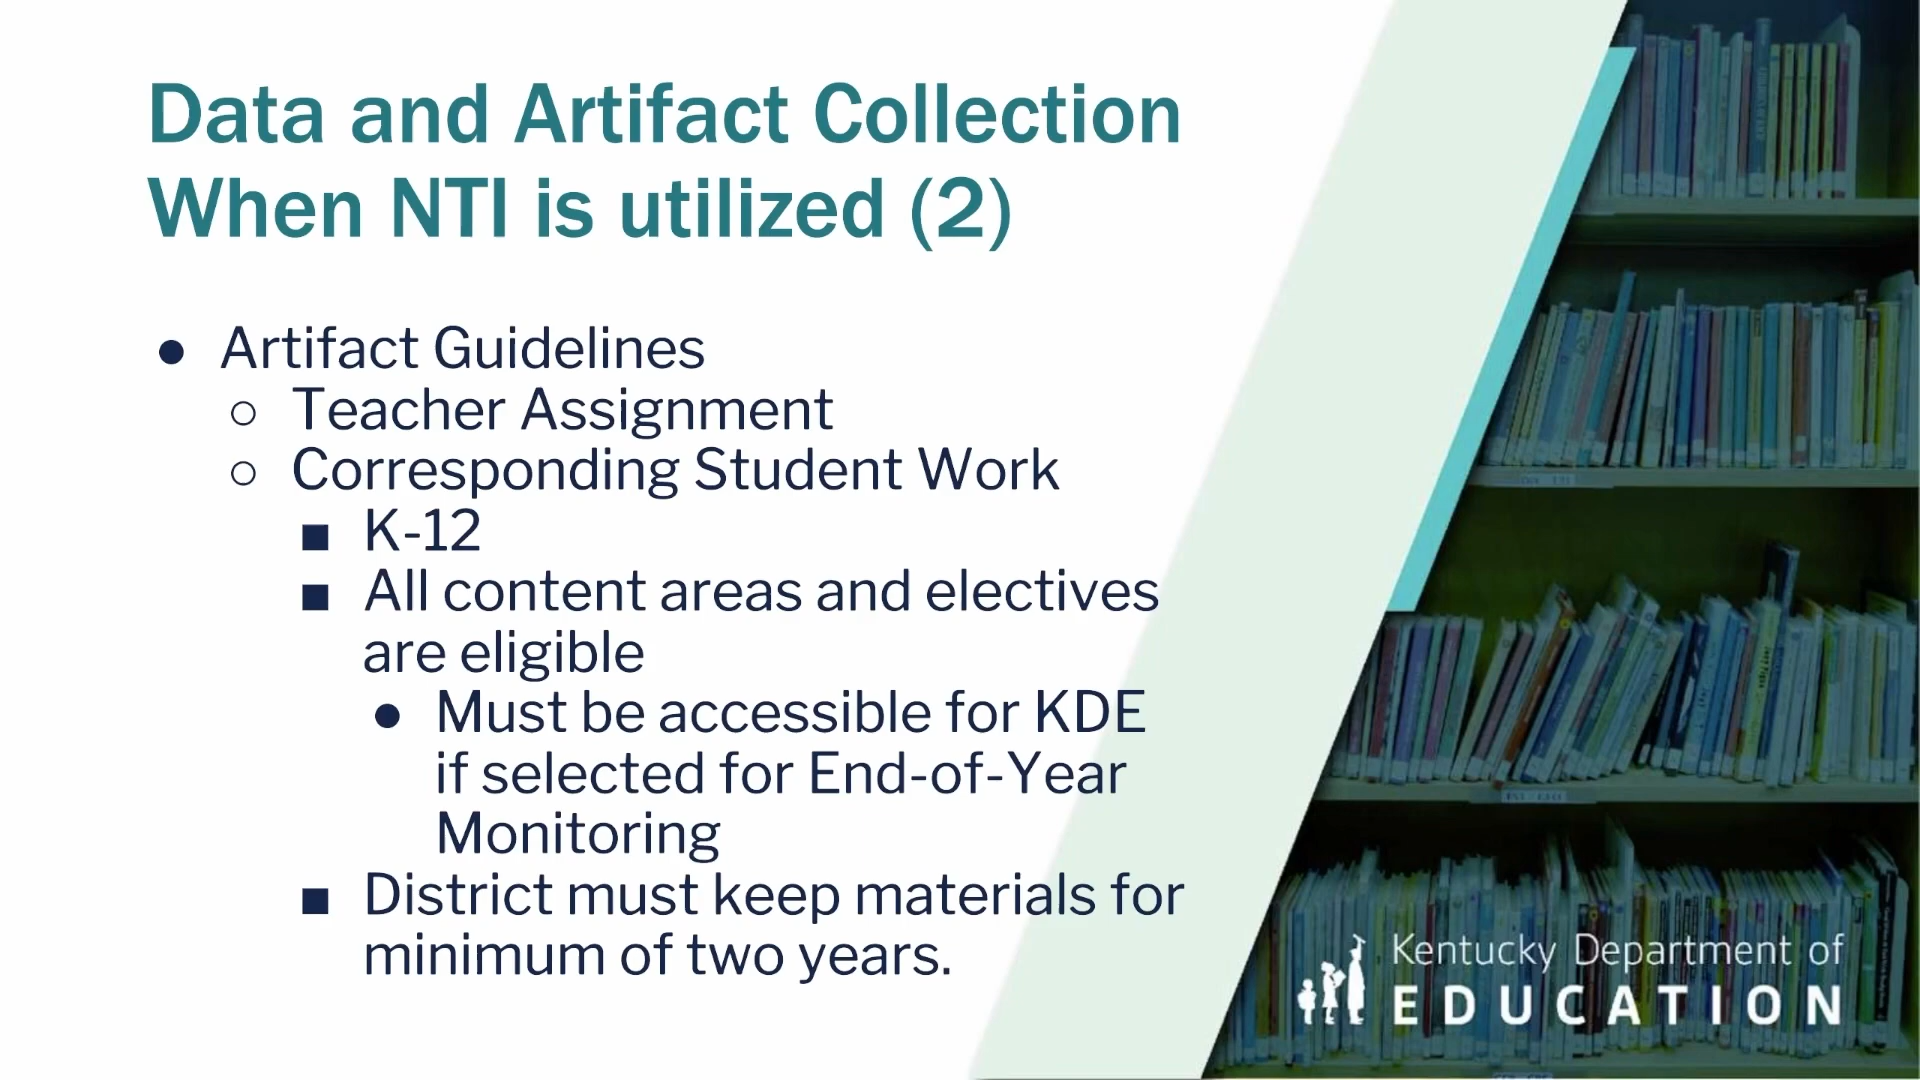 Data and Artifact Collection
When NTI is utilized (2)
● Artifact Guidelines
○ Teacher Assignment
○ Corresponding Student Work
■ K-12
■ All content areas and electives
are eligible
● Must be accessible for KDE
if selected for End-of-Year
Monitoring
■ District must keep materials for
minimum of two years.
Kentucky Department of
EDUCATION